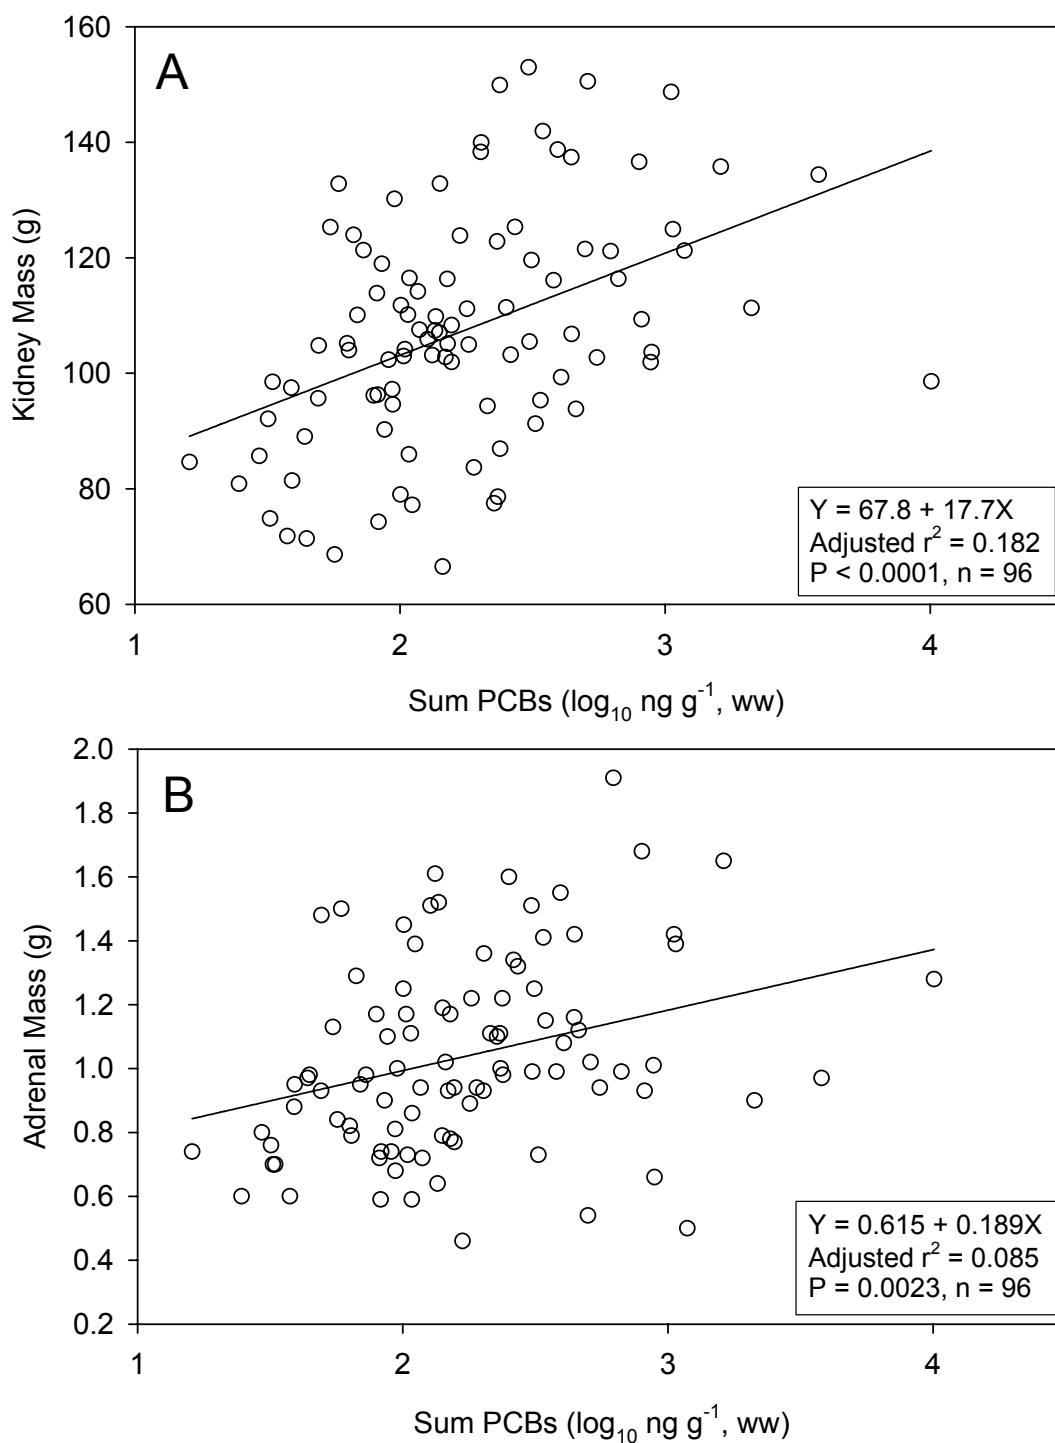 160
A
140
120
100
80
60
Kidney Mass (g)
Y = 67.8 + 17.7X
Adjusted r² = 0.182
P < 0.0001, n = 96
1 2 3 4
Sum PCBs (log₁₀ ng g⁻¹, ww)
2.0
B
1.8
1.6
1.4
1.2
1.0
0.8
0.6
0.4
0.2
Adrenal Mass (g)
Y = 0.615 + 0.189X
Adjusted r² = 0.085
P = 0.0023, n = 96
1 2 3 4
Sum PCBs (log₁₀ ng g⁻¹, ww)